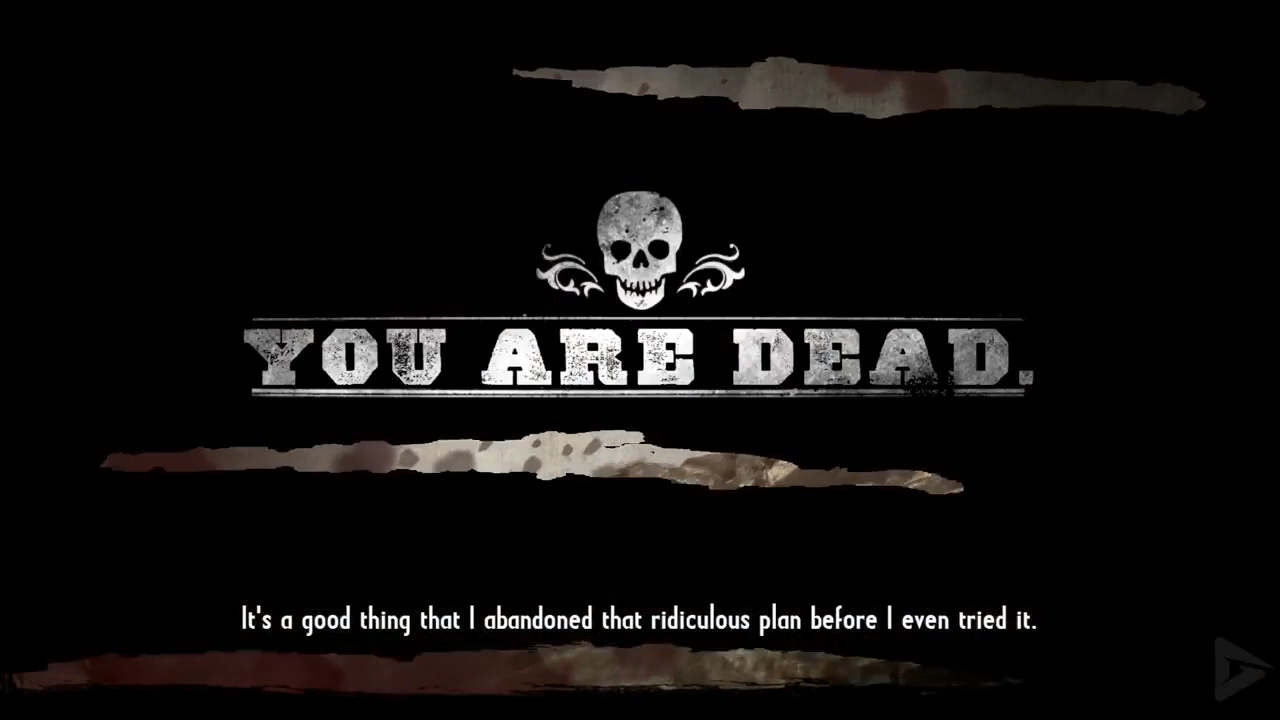 YOU ARE DEAD.
It's a good thing that I abandoned that ridiculous plan before I even tried it.